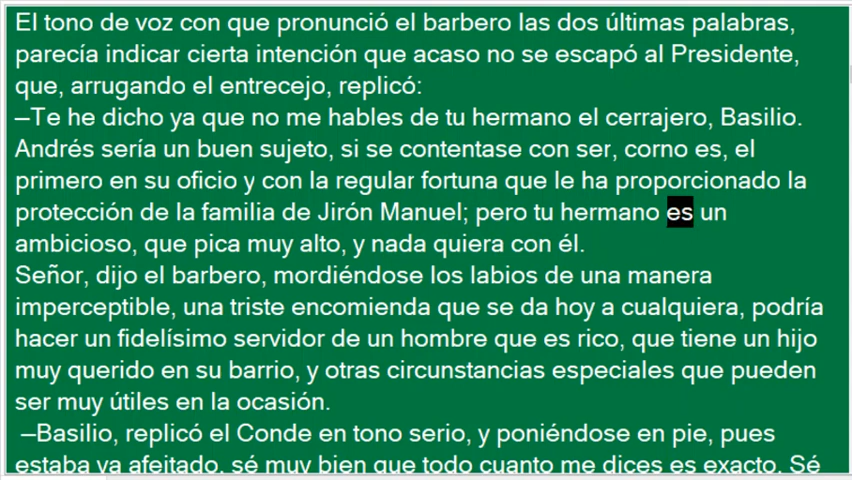 El tono de voz con que pronunció el barbero las dos últimas palabras,
parecía indicar cierta intención que acaso no se escapó al Presidente,
que, arrugando el entrecejo, replicó:
—Te he dicho ya que no me hables de tu hermano el cerrajero, Basilio.
Andrés sería un buen sujeto, si se contentase con ser, corno es, el
primero en su oficio y con la regular fortuna que le ha proporcionado la
protección de la familia de Jirón Manuel; pero tu hermano es un
ambicioso, que pica muy alto, y nada quiera con él.
Señor, dijo el barbero, mordiéndose los labios de una manera
imperceptible, una triste encomienda que se da hoy a cualquiera, podría
hacer un fidelísimo servidor de un hombre que es rico, que tiene un hijo
muy querido en su barrio, y otras circunstancias especiales que pueden
ser muy útiles en la ocasión.
—Basilio, replicó el Conde en tono serio, y poniéndose en pie, pues
estaba ya afeitado, sé muy bien que todo cuanto me dices es exacto. Sé